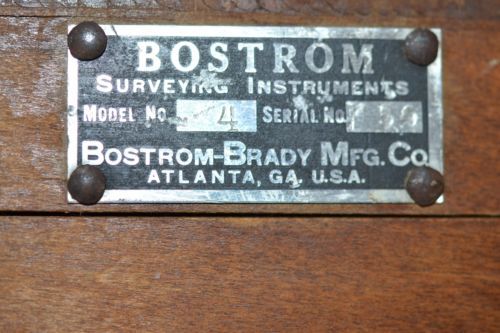 BOSTROM
SURVEYING INSTRUMENTS
MODEL NO. 4 SERIAL NO.
BOSTROM-BRADY MFG. CO.
ATLANTA, GA. U.S.A.